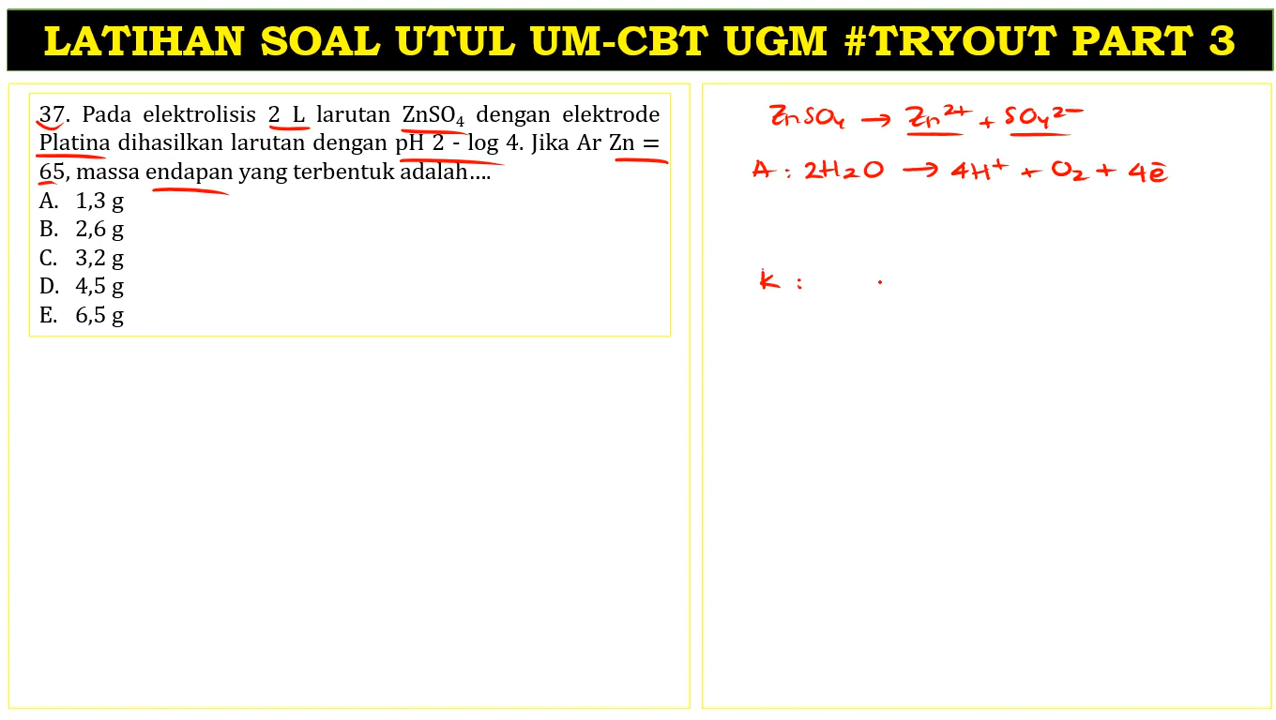 LATIHAN SOAL UTUL UM-CBT UGM #TRYOUT PART 3
37. Pada elektrolisis 2 L larutan ZnSO₄ dengan elektrode
Platina dihasilkan larutan dengan pH 2 - log 4. Jika Ar Zn =
65, massa endapan yang terbentuk adalah....
A. 1,3 g
B. 2,6 g
C. 3,2 g
D. 4,5 g
E. 6,5 g
ZnSO₄ → Zn²⁺ + SO₄²⁻
A : 2H₂O → 4H⁺ + O₂ + 4ē
K :